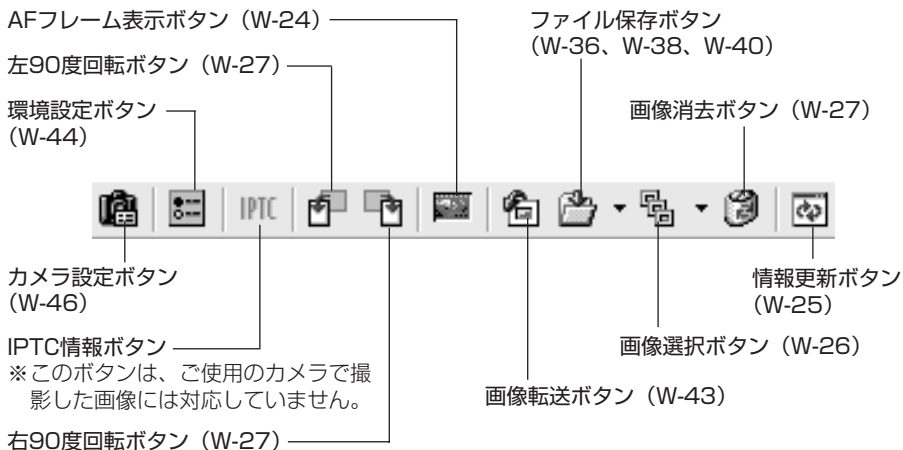 AFフレーム表示ボタン（W-24）
左90度回転ボタン（W-27）
環境設定ボタン
（W-44）
ファイル保存ボタン
（W-36、W-38、W-40）
画像消去ボタン（W-27）
IPTC
カメラ設定ボタン
（W-46）
IPTC情報ボタン
※このボタンは、ご使用のカメラで撮
影した画像には対応していません。
右90度回転ボタン（W-27）
情報更新ボタン
（W-25）
画像選択ボタン（W-26）
画像転送ボタン（W-43）